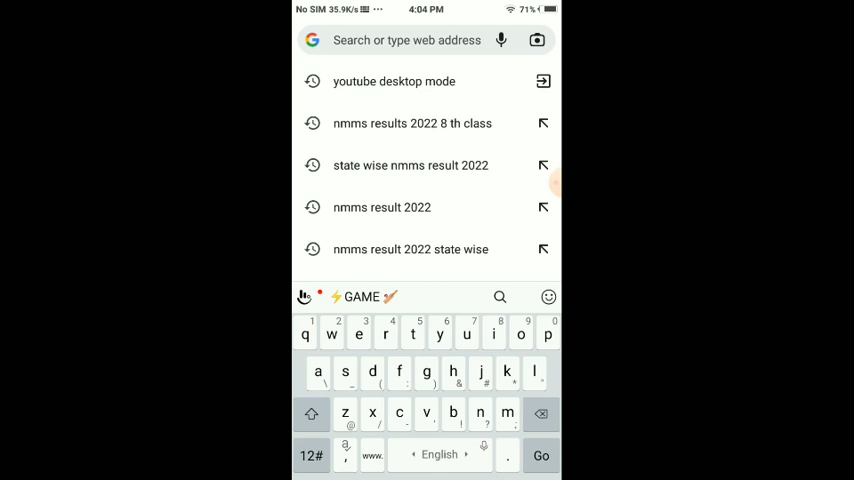 No SIM 35.9K/s ··· 4:04 PM 71%
Search or type web address
youtube desktop mode
nmms results 2022 8 th class
state wise nmms result 2022
nmms result 2022
nmms result 2022 state wise
⚡GAME🏏
1 2 3 4 5 6 7 8 9 0
q w e r t y u i o p
a s d f g h j k l
\ _ ( : ) & # * "
z x c v b n m
@ / - ' ! ? ;
12# a , www. English . Go